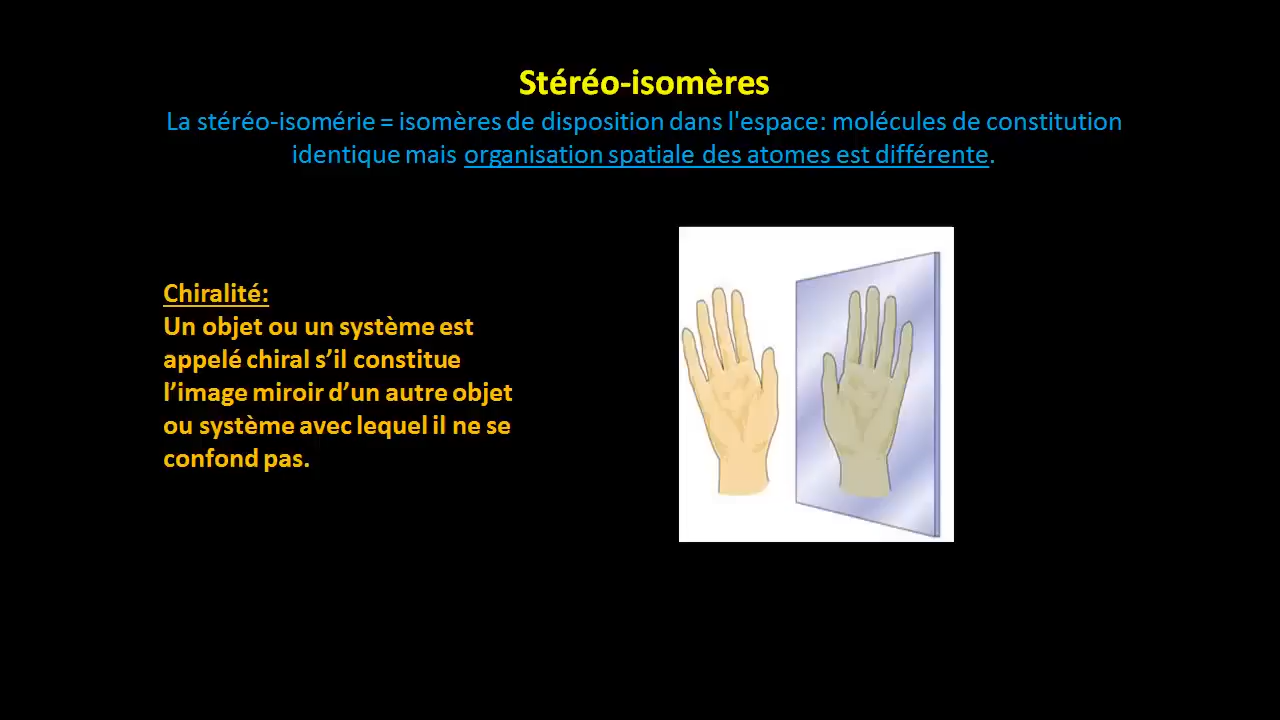 Stéréo-isomères
La stéréo-isomérie = isomères de disposition dans l'espace: molécules de constitution
identique mais organisation spatiale des atomes est différente.
Chiralité:
Un objet ou un système est
appelé chiral s’il constitue
l’image miroir d’un autre objet
ou système avec lequel il ne se
confond pas.